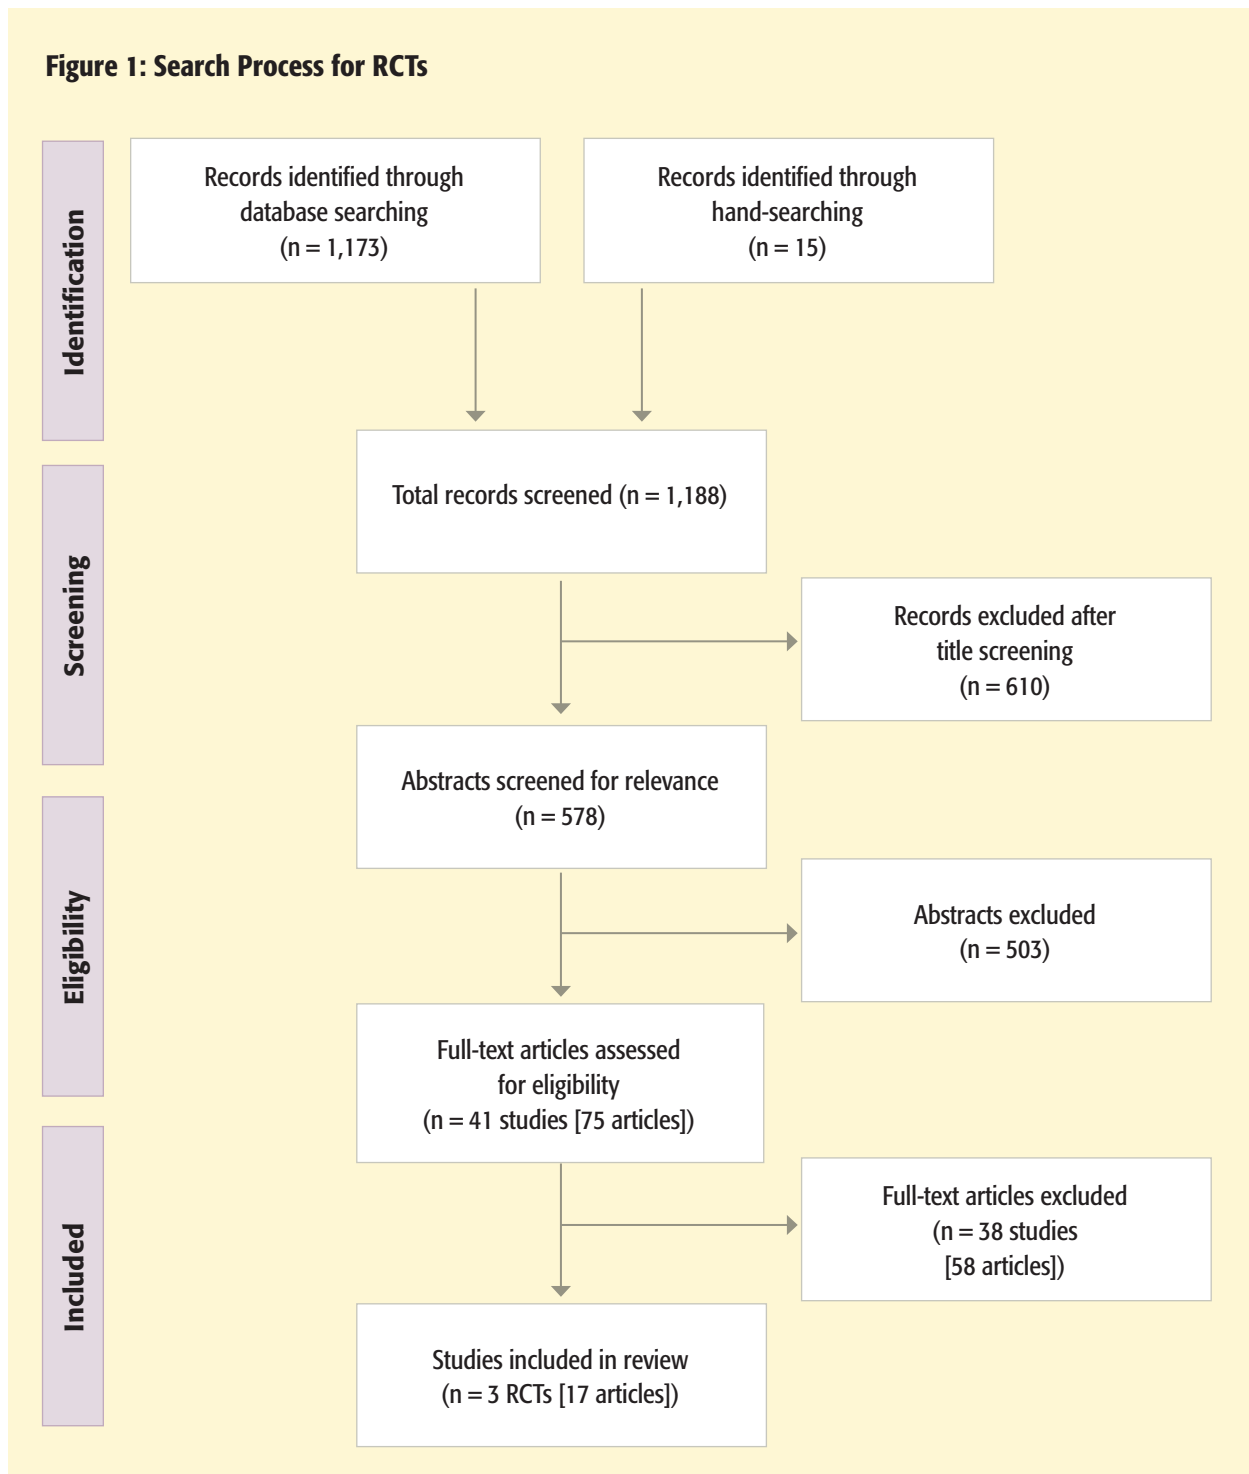 Figure 1: Search Process for RCTs
Identification
Records identified through
database searching
(n = 1,173)
Records identified through
hand-searching
(n = 15)
Screening
Total records screened (n = 1,188)
Records excluded after
title screening
(n = 610)
Abstracts screened for relevance
(n = 578)
Eligibility
Abstracts excluded
(n = 503)
Full-text articles assessed
for eligibility
(n = 41 studies [75 articles])
Included
Full-text articles excluded
(n = 38 studies
[58 articles])
Studies included in review
(n = 3 RCTs [17 articles])